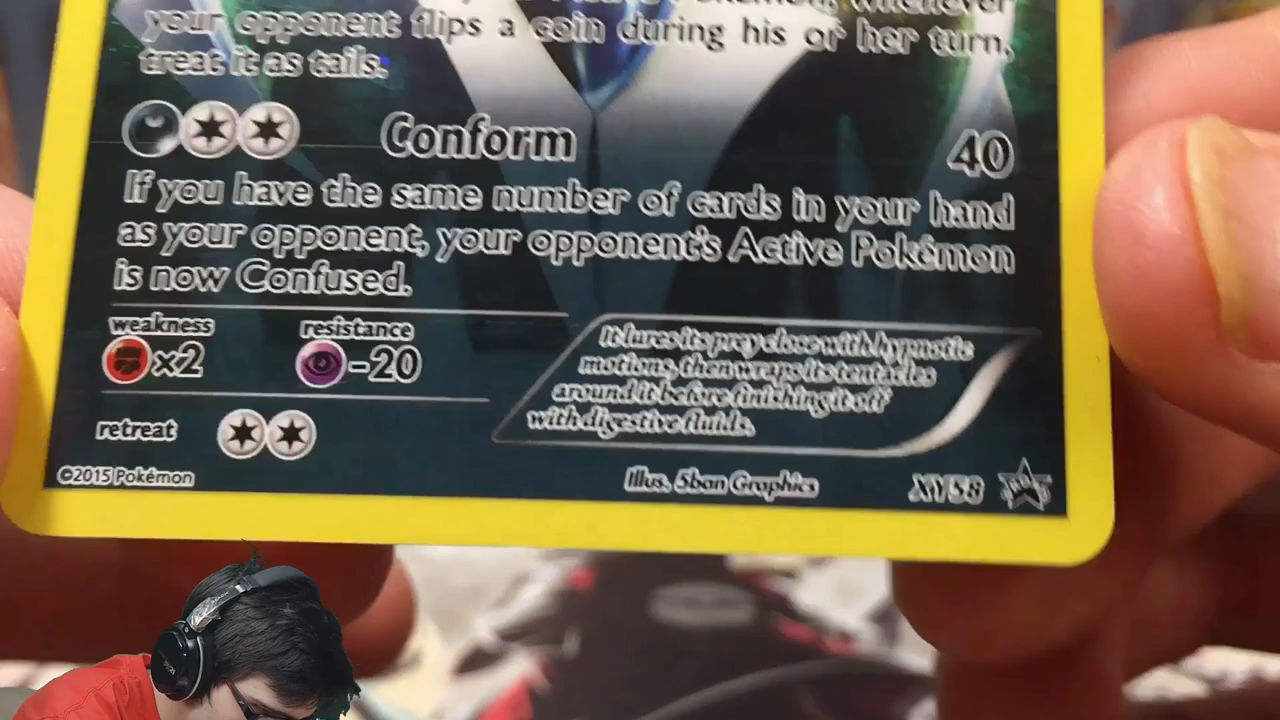 Pokémon, whenever
your opponent flips a coin during his or her turn,
treat it as tails.
Conform 40
If you have the same number of cards in your hand
as your opponent, your opponent's Active Pokémon
is now Confused.
weakness resistance
×2 -20
It lures its prey close with hypnotic
motions, then wraps its tentacles
around it before finishing it off
with digestive fluids.
retreat
©2015 Pokémon Illus. 5ban Graphics XY58